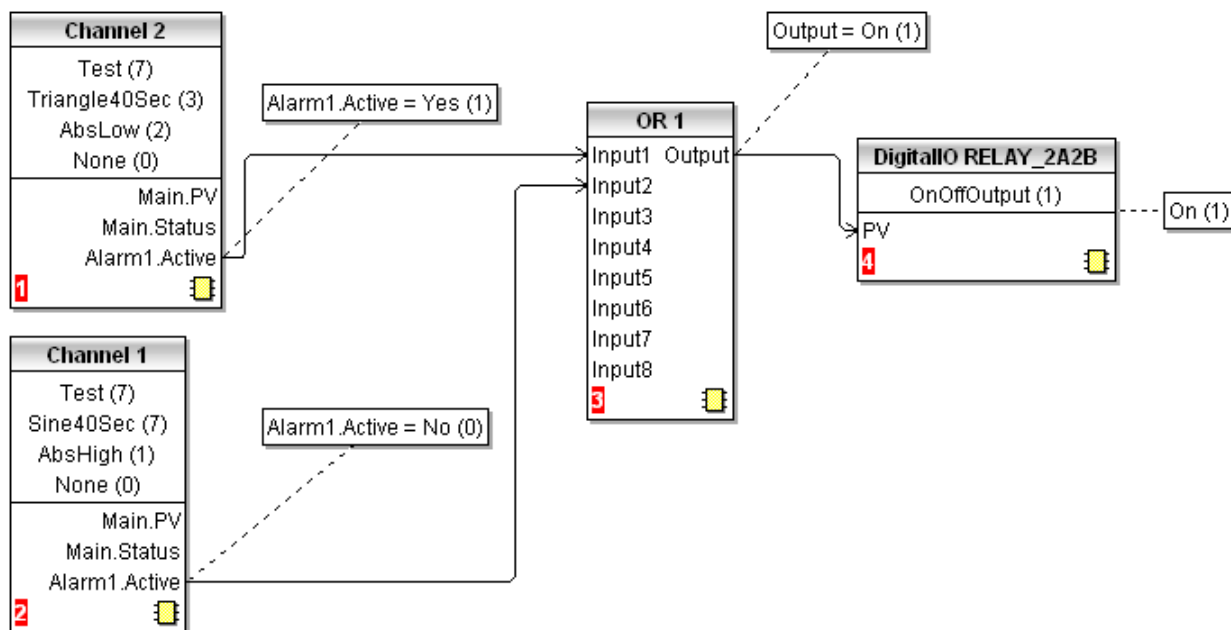 Channel 2
Test (7)
Triangle40Sec (3)
AbsLow (2)
None (0)
Main.PV
Main.Status
Alarm1.Active
1
Alarm1.Active = Yes (1)
Channel 1
Test (7)
Sine40Sec (7)
AbsHigh (1)
None (0)
Main.PV
Main.Status
Alarm1.Active
2
Alarm1.Active = No (0)
OR 1
Input1 Output
Input2
Input3
Input4
Input5
Input6
Input7
Input8
3
Output = On (1)
DigitalIO RELAY_2A2B
OnOffOutput (1)
PV
4
On (1)